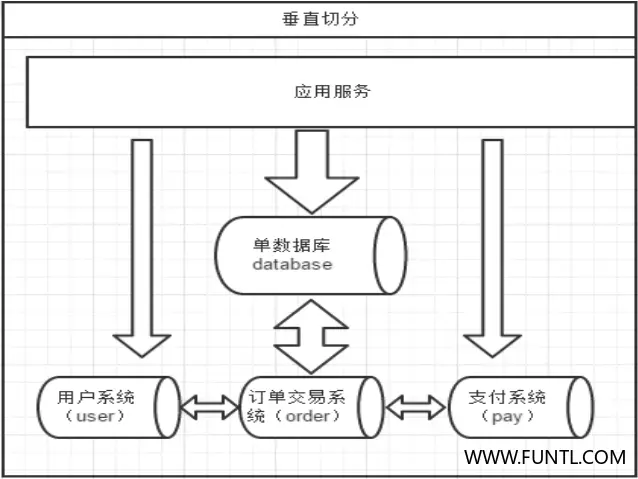 垂直切分
应用服务
单数据库
database
用户系统
（user）
订单交易系
统（order）
支付系统
（pay）
WWW.FUNTL.COM